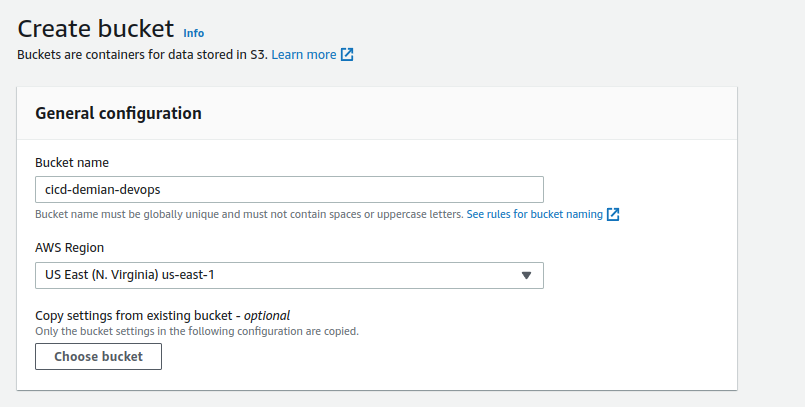 Create bucket Info
Buckets are containers for data stored in S3. Learn more
General configuration
Bucket name
cicd-demian-devops
Bucket name must be globally unique and must not contain spaces or uppercase letters. See rules for bucket naming
AWS Region
US East (N. Virginia) us-east-1
Copy settings from existing bucket - optional
Only the bucket settings in the following configuration are copied.
Choose bucket